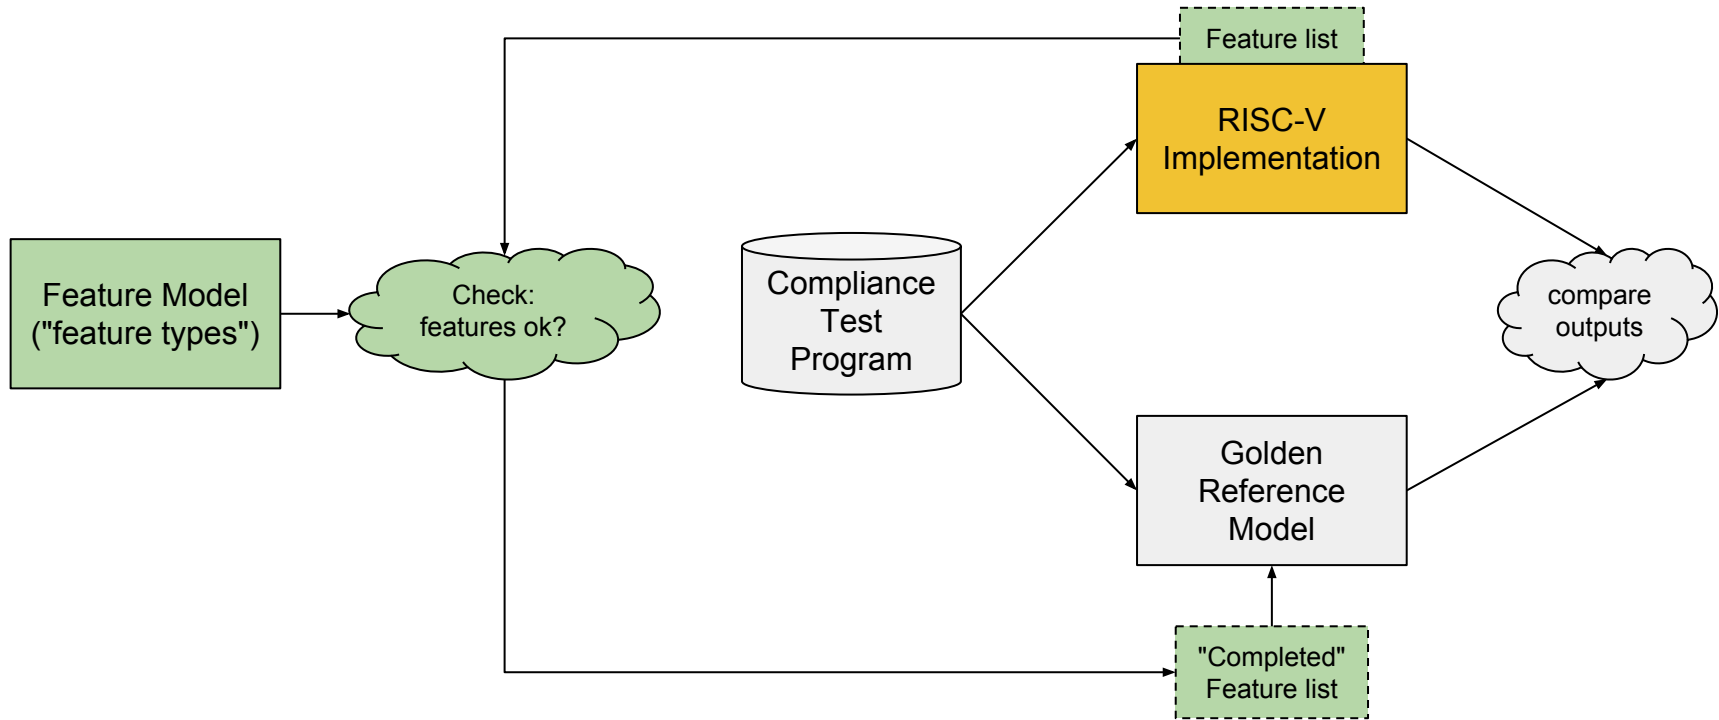 Feature list
RISC-V
Implementation
Feature Model
("feature types")
Check:
features ok?
Compliance
Test
Program
compare
outputs
Golden
Reference
Model
"Completed"
Feature list